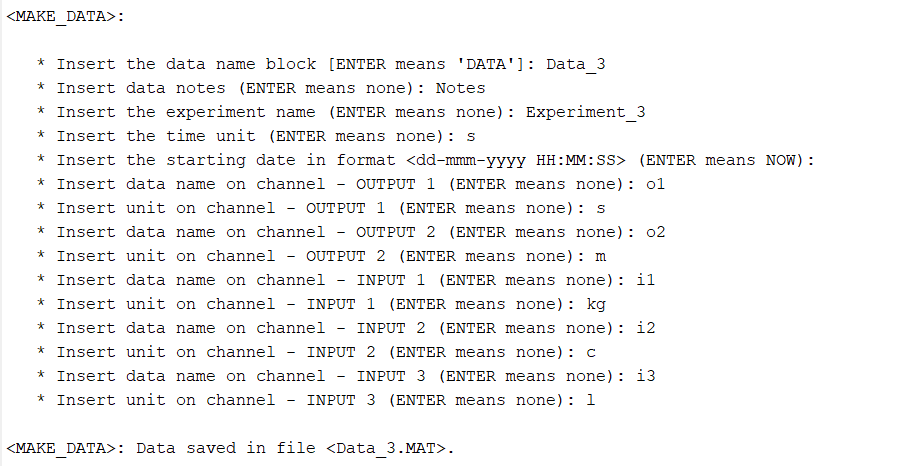 <MAKE_DATA>:
* Insert the data name block [ENTER means 'DATA']: Data_3
* Insert data notes (ENTER means none): Notes
* Insert the experiment name (ENTER means none): Experiment_3
* Insert the time unit (ENTER means none): s
* Insert the starting date in format <dd-mmm-yyyy HH:MM:SS> (ENTER means NOW):
* Insert data name on channel - OUTPUT 1 (ENTER means none): o1
* Insert unit on channel - OUTPUT 1 (ENTER means none): s
* Insert data name on channel - OUTPUT 2 (ENTER means none): o2
* Insert unit on channel - OUTPUT 2 (ENTER means none): m
* Insert data name on channel - INPUT 1 (ENTER means none): i1
* Insert unit on channel - INPUT 1 (ENTER means none): kg
* Insert data name on channel - INPUT 2 (ENTER means none): i2
* Insert unit on channel - INPUT 2 (ENTER means none): c
* Insert data name on channel - INPUT 3 (ENTER means none): i3
* Insert unit on channel - INPUT 3 (ENTER means none): l
<MAKE_DATA>: Data saved in file <Data_3.MAT>.